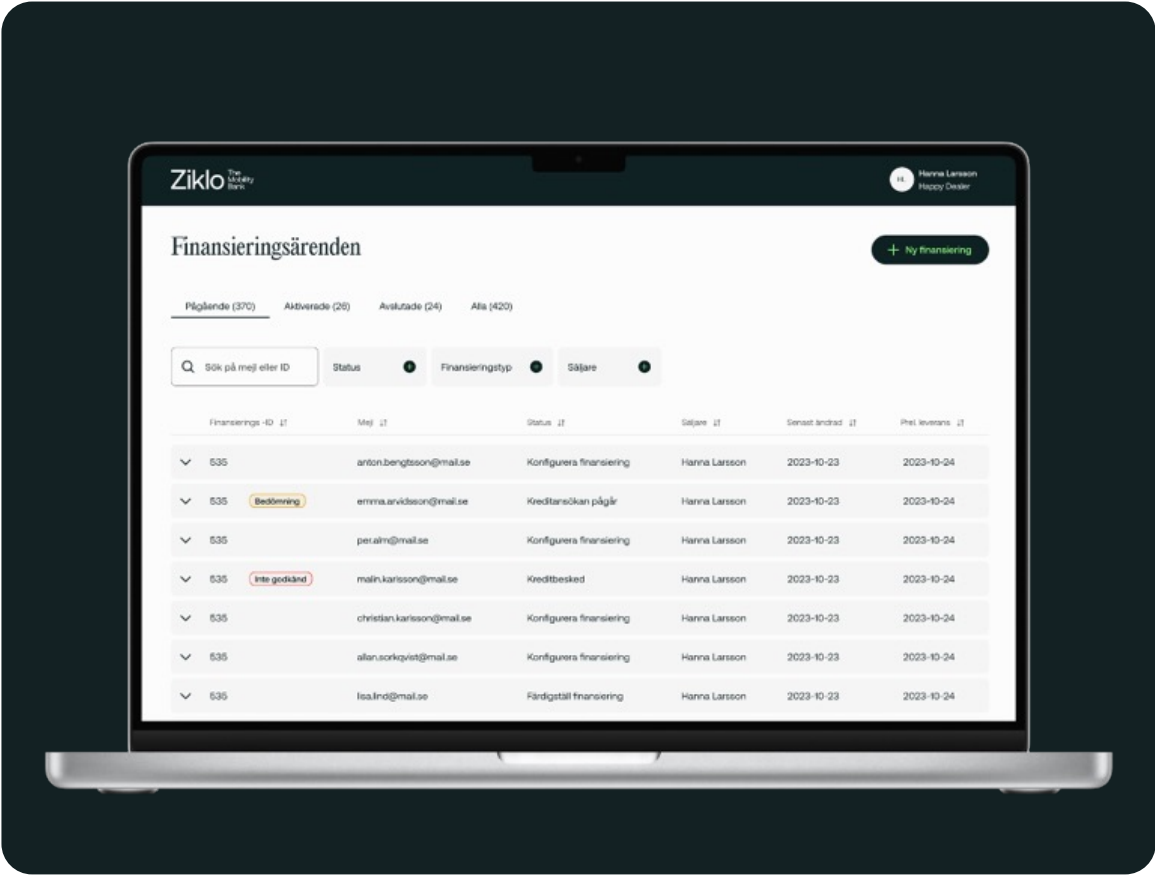 Ziklo The Mobility Bank
HL Hanna Larsson
Happy Dealer
Finansieringsärenden
+ Ny finansiering
Pågående (370) Aktiverade (26) Avslutade (24) Alla (420)
Sök på mejl eller ID Status Finansieringstyp Säljare
Finansierings -ID Mejl Status Säljare Senast ändrad Prel. leverans
535 anton.bengtsson@mail.se Konfigurera finansiering Hanna Larsson 2023-10-23 2023-10-24
535 Bedömning emma.arvidsson@mail.se Kreditansökan pågår Hanna Larsson 2023-10-23 2023-10-24
535 per.alm@mail.se Konfigurera finansiering Hanna Larsson 2023-10-23 2023-10-24
535 Inte godkänd malin.karlsson@mail.se Kreditbesked Hanna Larsson 2023-10-23 2023-10-24
535 christian.karlsson@mail.se Konfigurera finansiering Hanna Larsson 2023-10-23 2023-10-24
535 allan.sorkqvist@mail.se Konfigurera finansiering Hanna Larsson 2023-10-23 2023-10-24
535 lisa.lind@mail.se Färdigställ finansiering Hanna Larsson 2023-10-23 2023-10-24